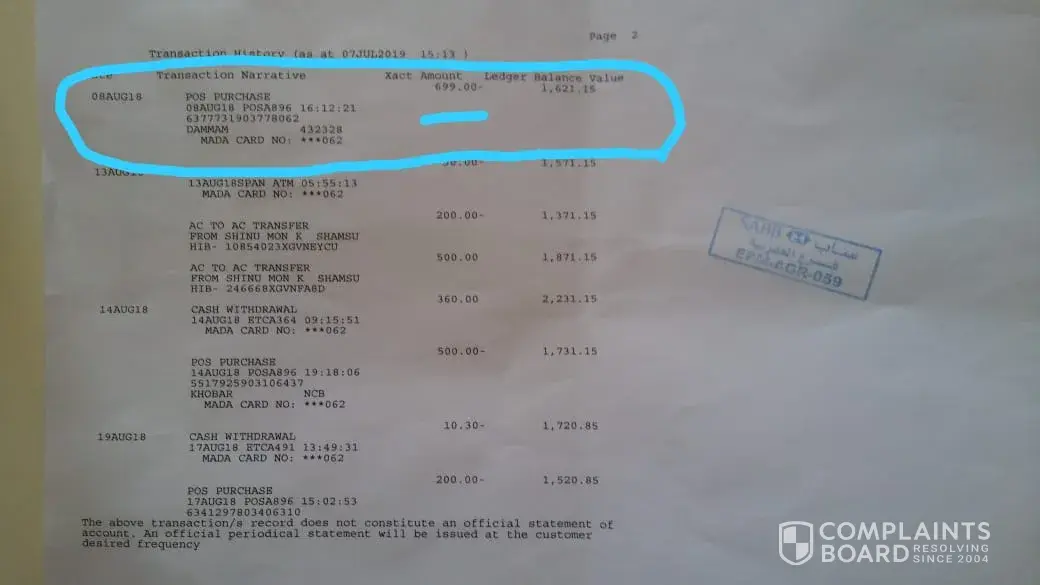 Page 2
Transaction History (as at 07JUL2019 15:13 )
Transaction Narrative Xact Amount Ledger Balance Value
699.00- 1,621.15
08AUG18 POS PURCHASE
08AUG18 POSA896 16:12:21
6377731903778062
DAMMAM 432328
MADA CARD NO: ***062
1,571.15
13AUG18
13AUG18SPAN ATM 05:55:13
MADA CARD NO: ***062
200.00- 1,371.15
AC TO AC TRANSFER
FROM SHINU MON K SHAMSU
HIB- 10854023XGVNEYCU
500.00 1,871.15
AC TO AC TRANSFER
FROM SHINU MON K SHAMSU
HIB- 246668XGVNFA8D
360.00 2,231.15
14AUG18 CASH WITHDRAWAL
14AUG18 ETCA364 09:15:51
MADA CARD NO: ***062
500.00- 1,731.15
POS PURCHASE
14AUG18 POSA896 19:18:06
5517925903106437
KHOBAR NCB
MADA CARD NO: ***062
10.30- 1,720.85
19AUG18 CASH WITHDRAWAL
17AUG18 ETCA491 13:49:31
MADA CARD NO: ***062
200.00- 1,520.85
POS PURCHASE
17AUG18 POSA896 15:02:53
6341297803406310
The above transaction/s record does not constitute an official statement of
account. An official periodical statement will be issued at the customer
desired frequency
SABB ساب
COMPLAINTS
BOARD RESOLVING
SINCE 2004